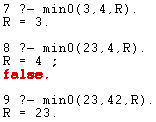 7 ?- min0(3,4,R).
R = 3.
8 ?- min0(23,4,R).
R = 4 ;
false.
9 ?- min0(23,42,R).
R = 23.